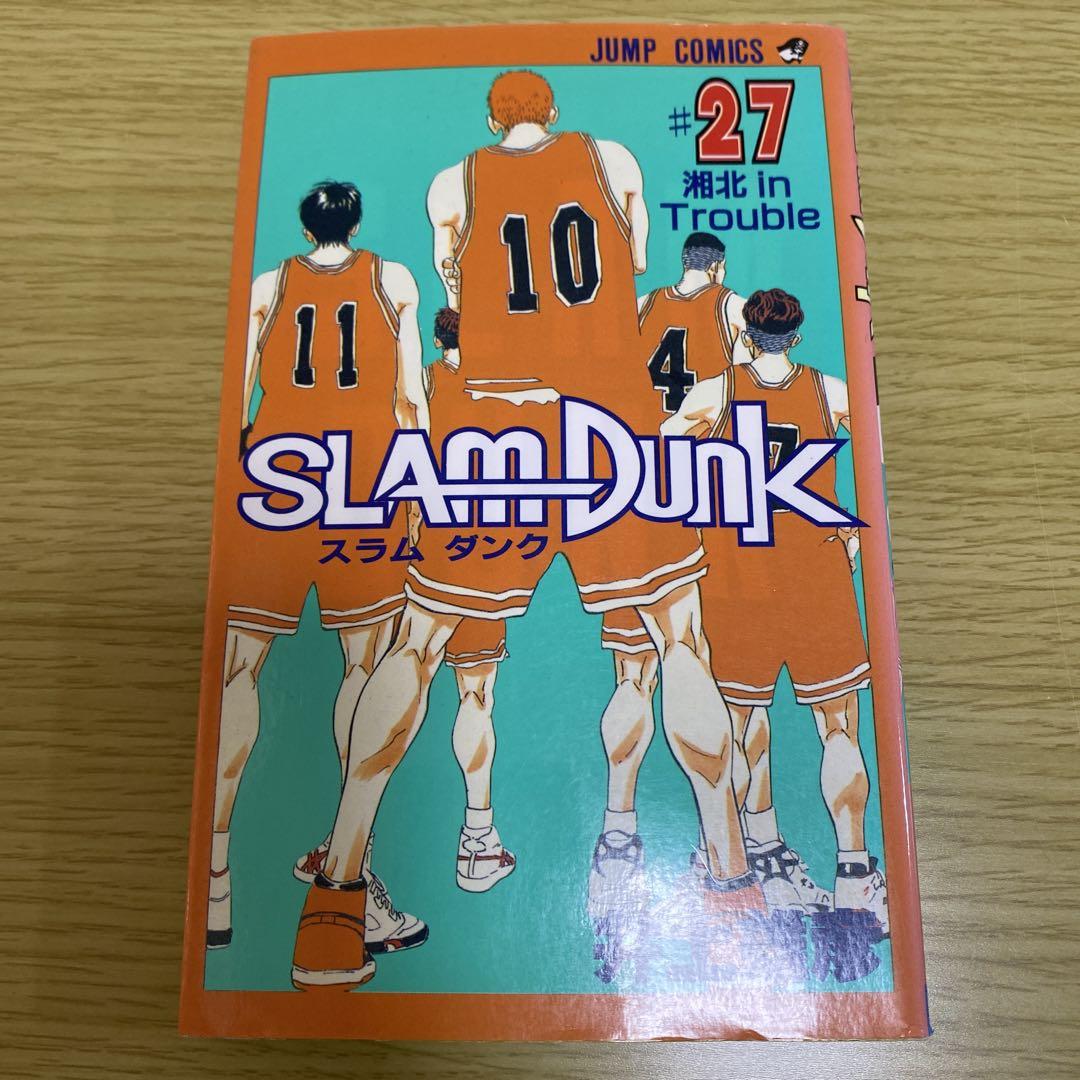 JUMP COMICS
#27
湘北 in
Trouble
11
10
4
SLAM DUNK
スラム ダンク